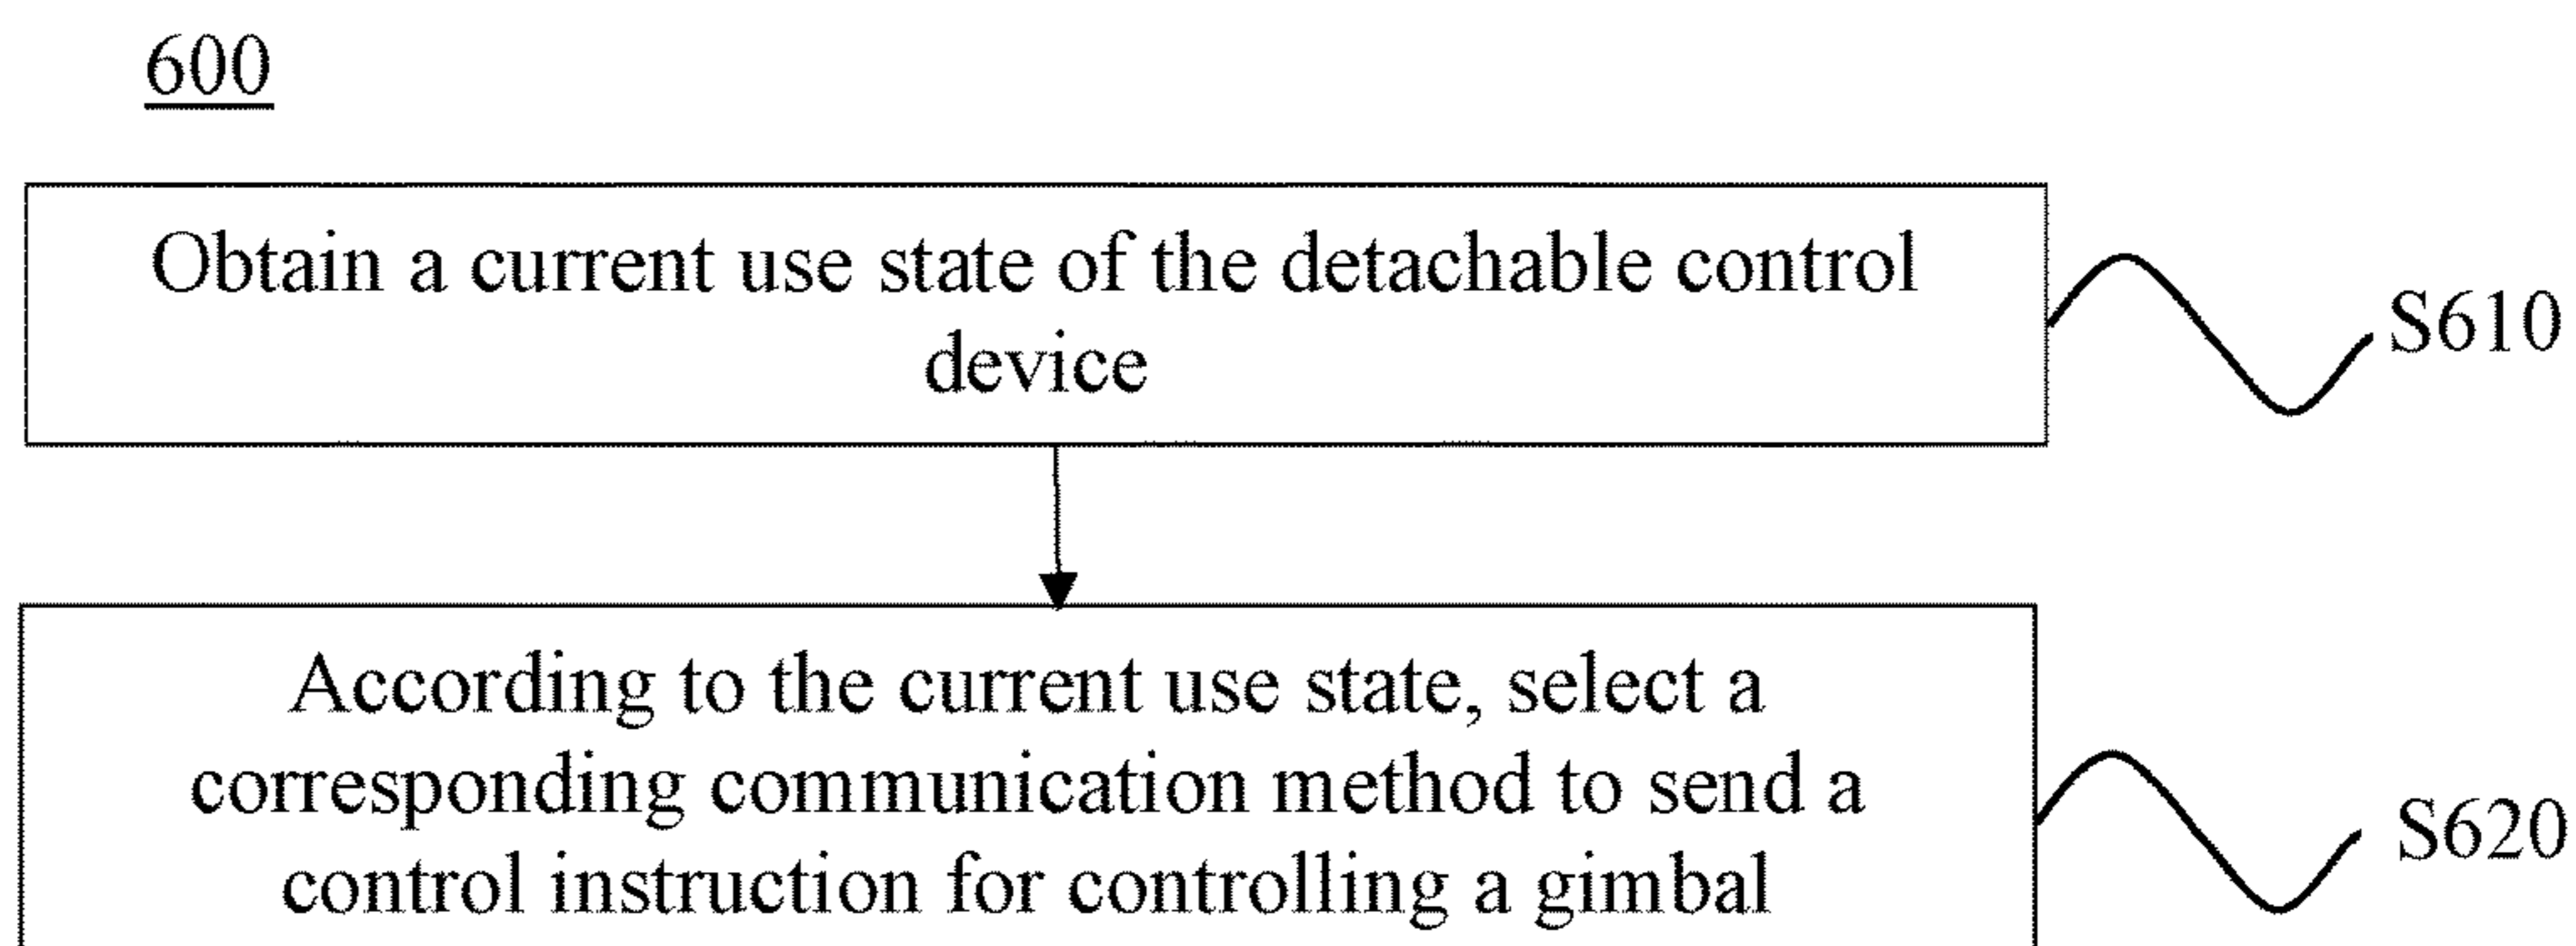 600
Obtain a current use state of the detachable control
device
S610
According to the current use state, select a
corresponding communication method to send a
control instruction for controlling a gimbal
S620